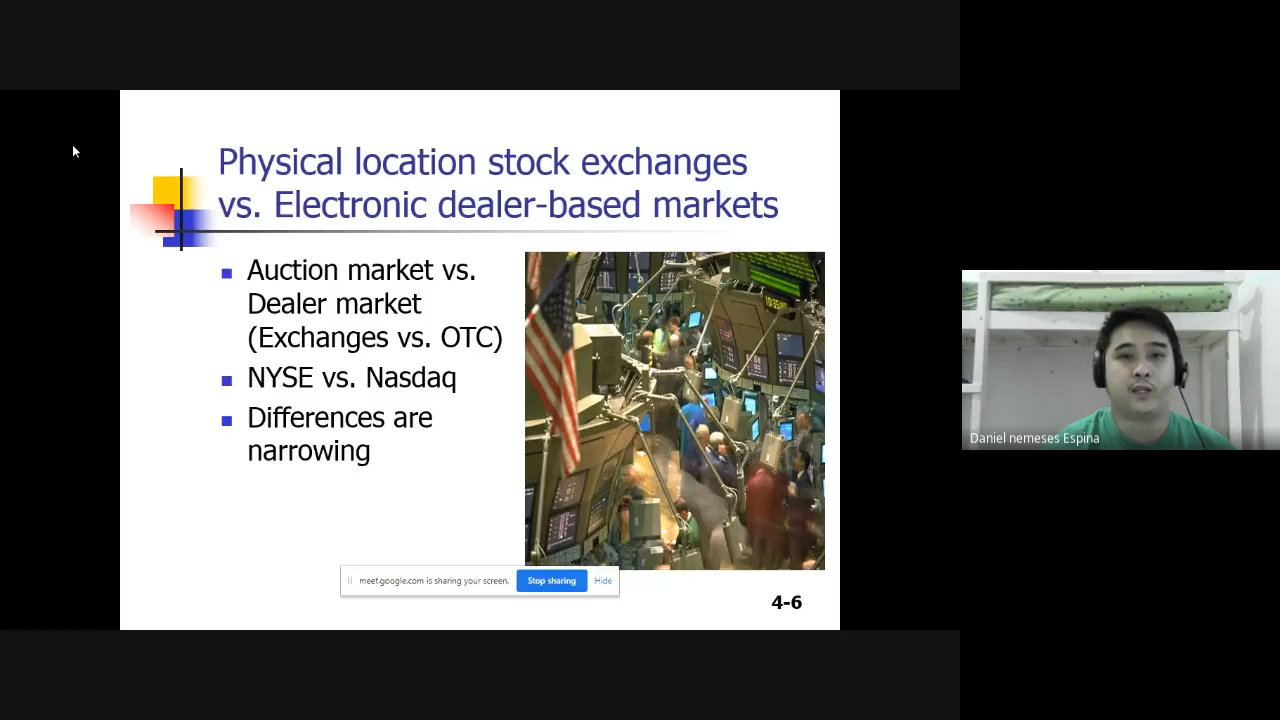 Physical location stock exchanges
vs. Electronic dealer-based markets
Auction market vs.
Dealer market
(Exchanges vs. OTC)
NYSE vs. Nasdaq
Differences are
narrowing
meet.google.com is sharing your screen.
Stop sharing
Hide
4-6
Daniel nemeses Espina